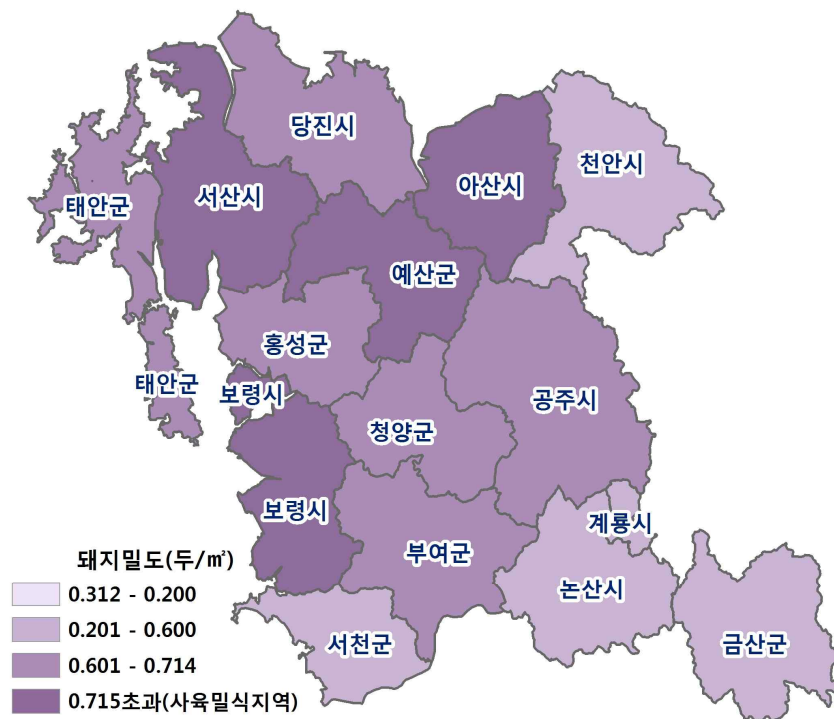 당진시
천안시
아산시
서산시
태안군
예산군
홍성군
태안군
보령시
공주시
청양군
보령시
계룡시
부여군
논산시
서천군
금산군
돼지밀도(두/㎡)
0.312 - 0.200
0.201 - 0.600
0.601 - 0.714
0.715초과(사육밀식지역)